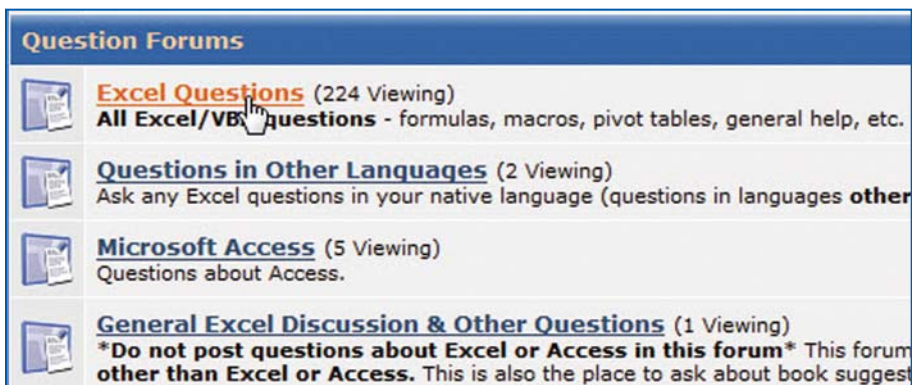 Question Forums
Excel Questions (224 Viewing)
All Excel/VB questions - formulas, macros, pivot tables, general help, etc.
Questions in Other Languages (2 Viewing)
Ask any Excel questions in your native language (questions in languages other
Microsoft Access (5 Viewing)
Questions about Access.
General Excel Discussion & Other Questions (1 Viewing)
*Do not post questions about Excel or Access in this forum* This forum
other than Excel or Access. This is also the place to ask about book suggest